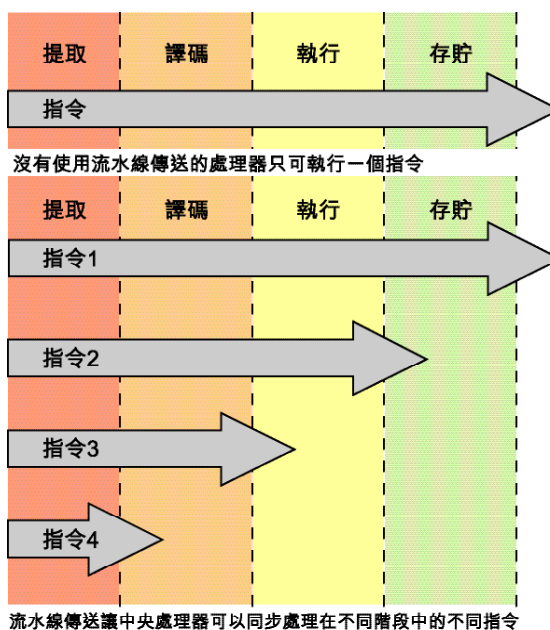 提取 譯碼 執行 存貯
指令
沒有使用流水線傳送的處理器只可執行一個指令
提取 譯碼 執行 存貯
指令1
指令2
指令3
指令4
流水線傳送讓中央處理器可以同步處理在不同階段中的不同指令